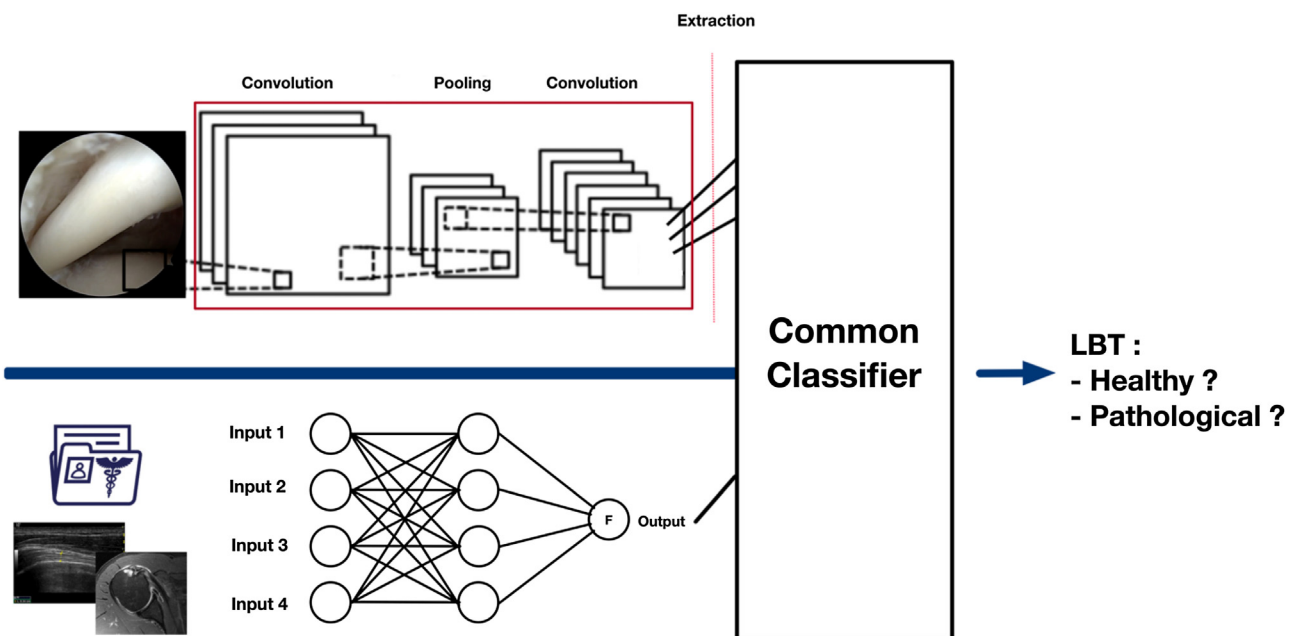 Extraction
Convolution
Pooling
Convolution
Common
Classifier
LBT :
- Healthy ?
- Pathological ?
Input 1
Input 2
Input 3
Input 4
F
Output